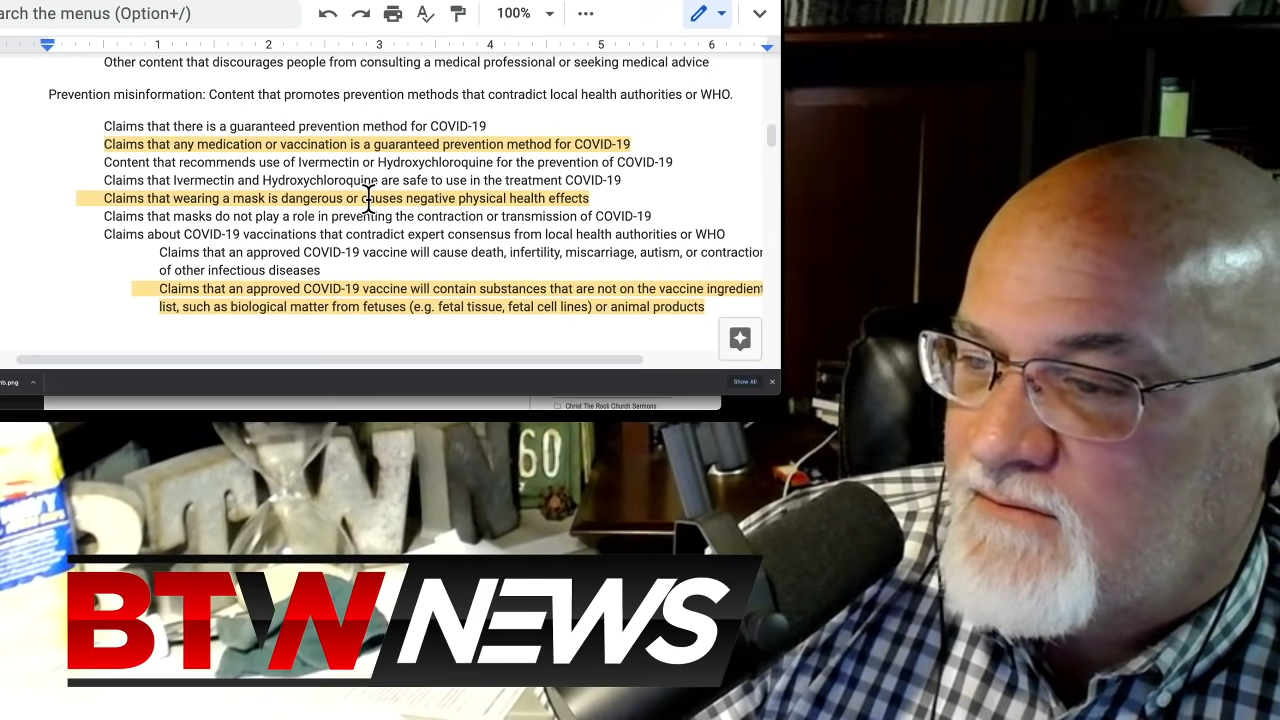 arch the menus (Option+/)
100%
1 2 3 4 5 6
Other content that discourages people from consulting a medical professional or seeking medical advice
Prevention misinformation: Content that promotes prevention methods that contradict local health authorities or WHO.
Claims that there is a guaranteed prevention method for COVID-19
Claims that any medication or vaccination is a guaranteed prevention method for COVID-19
Content that recommends use of Ivermectin or Hydroxychloroquine for the prevention of COVID-19
Claims that Ivermectin and Hydroxychloroquine are safe to use in the treatment COVID-19
Claims that wearing a mask is dangerous or causes negative physical health effects
Claims that masks do not play a role in preventing the contraction or transmission of COVID-19
Claims about COVID-19 vaccinations that contradict expert consensus from local health authorities or WHO
Claims that an approved COVID-19 vaccine will cause death, infertility, miscarriage, autism, or contraction
of other infectious diseases
Claims that an approved COVID-19 vaccine will contain substances that are not on the vaccine ingredient
list, such as biological matter from fetuses (e.g. fetal tissue, fetal cell lines) or animal products
nb.png
Show All
Christ The Rock Church Sermons
60
TWIN
BTW NEWS